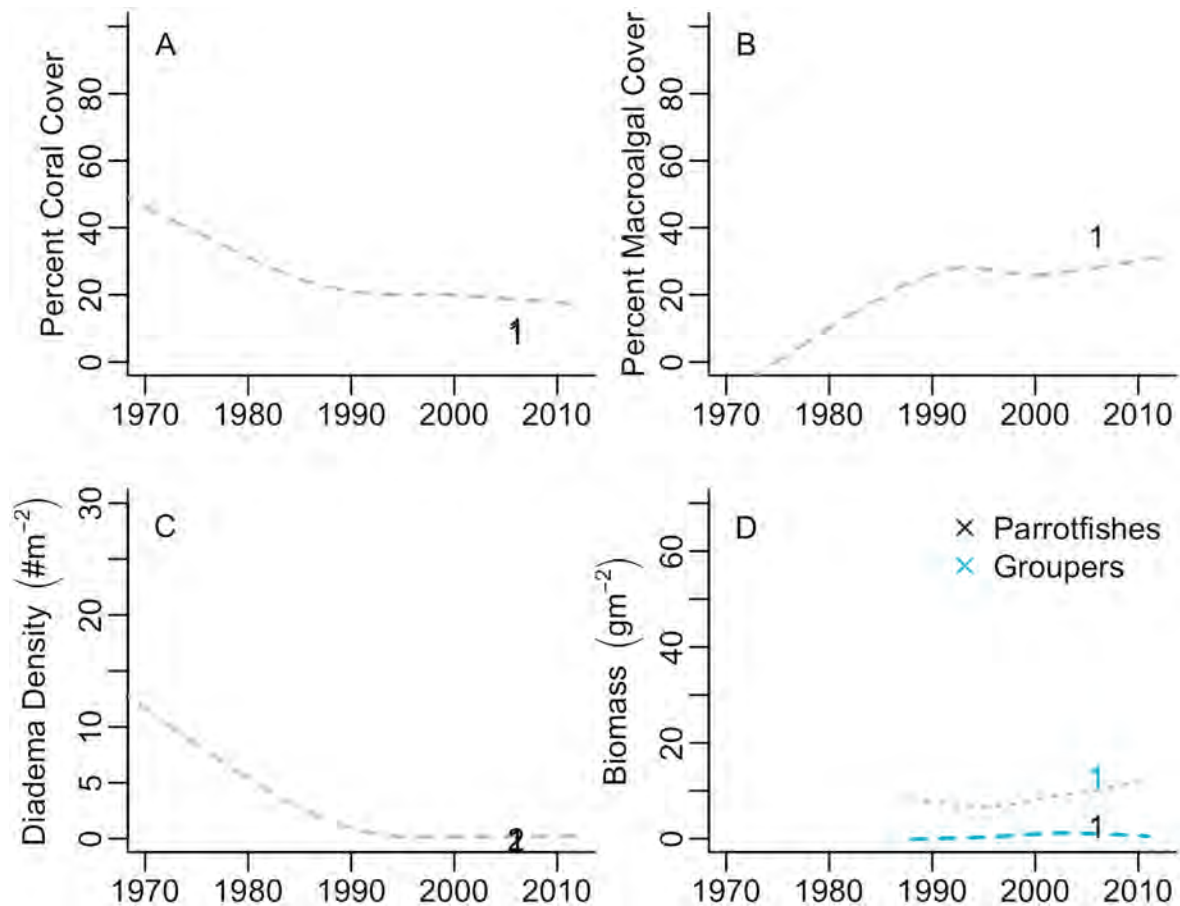 A
Percent Coral Cover
0 20 40 60 80
1
1970 1980 1990 2000 2010
B
Percent Macroalgal Cover
0 20 40 60 80
1
1970 1980 1990 2000 2010
C
Diadema Density (#m⁻²)
0 5 10 20 30
1970 1980 1990 2000 2010
D
× Parrotfishes
× Groupers
Biomass (gm⁻²)
0 20 40 60
1
1
1970 1980 1990 2000 2010